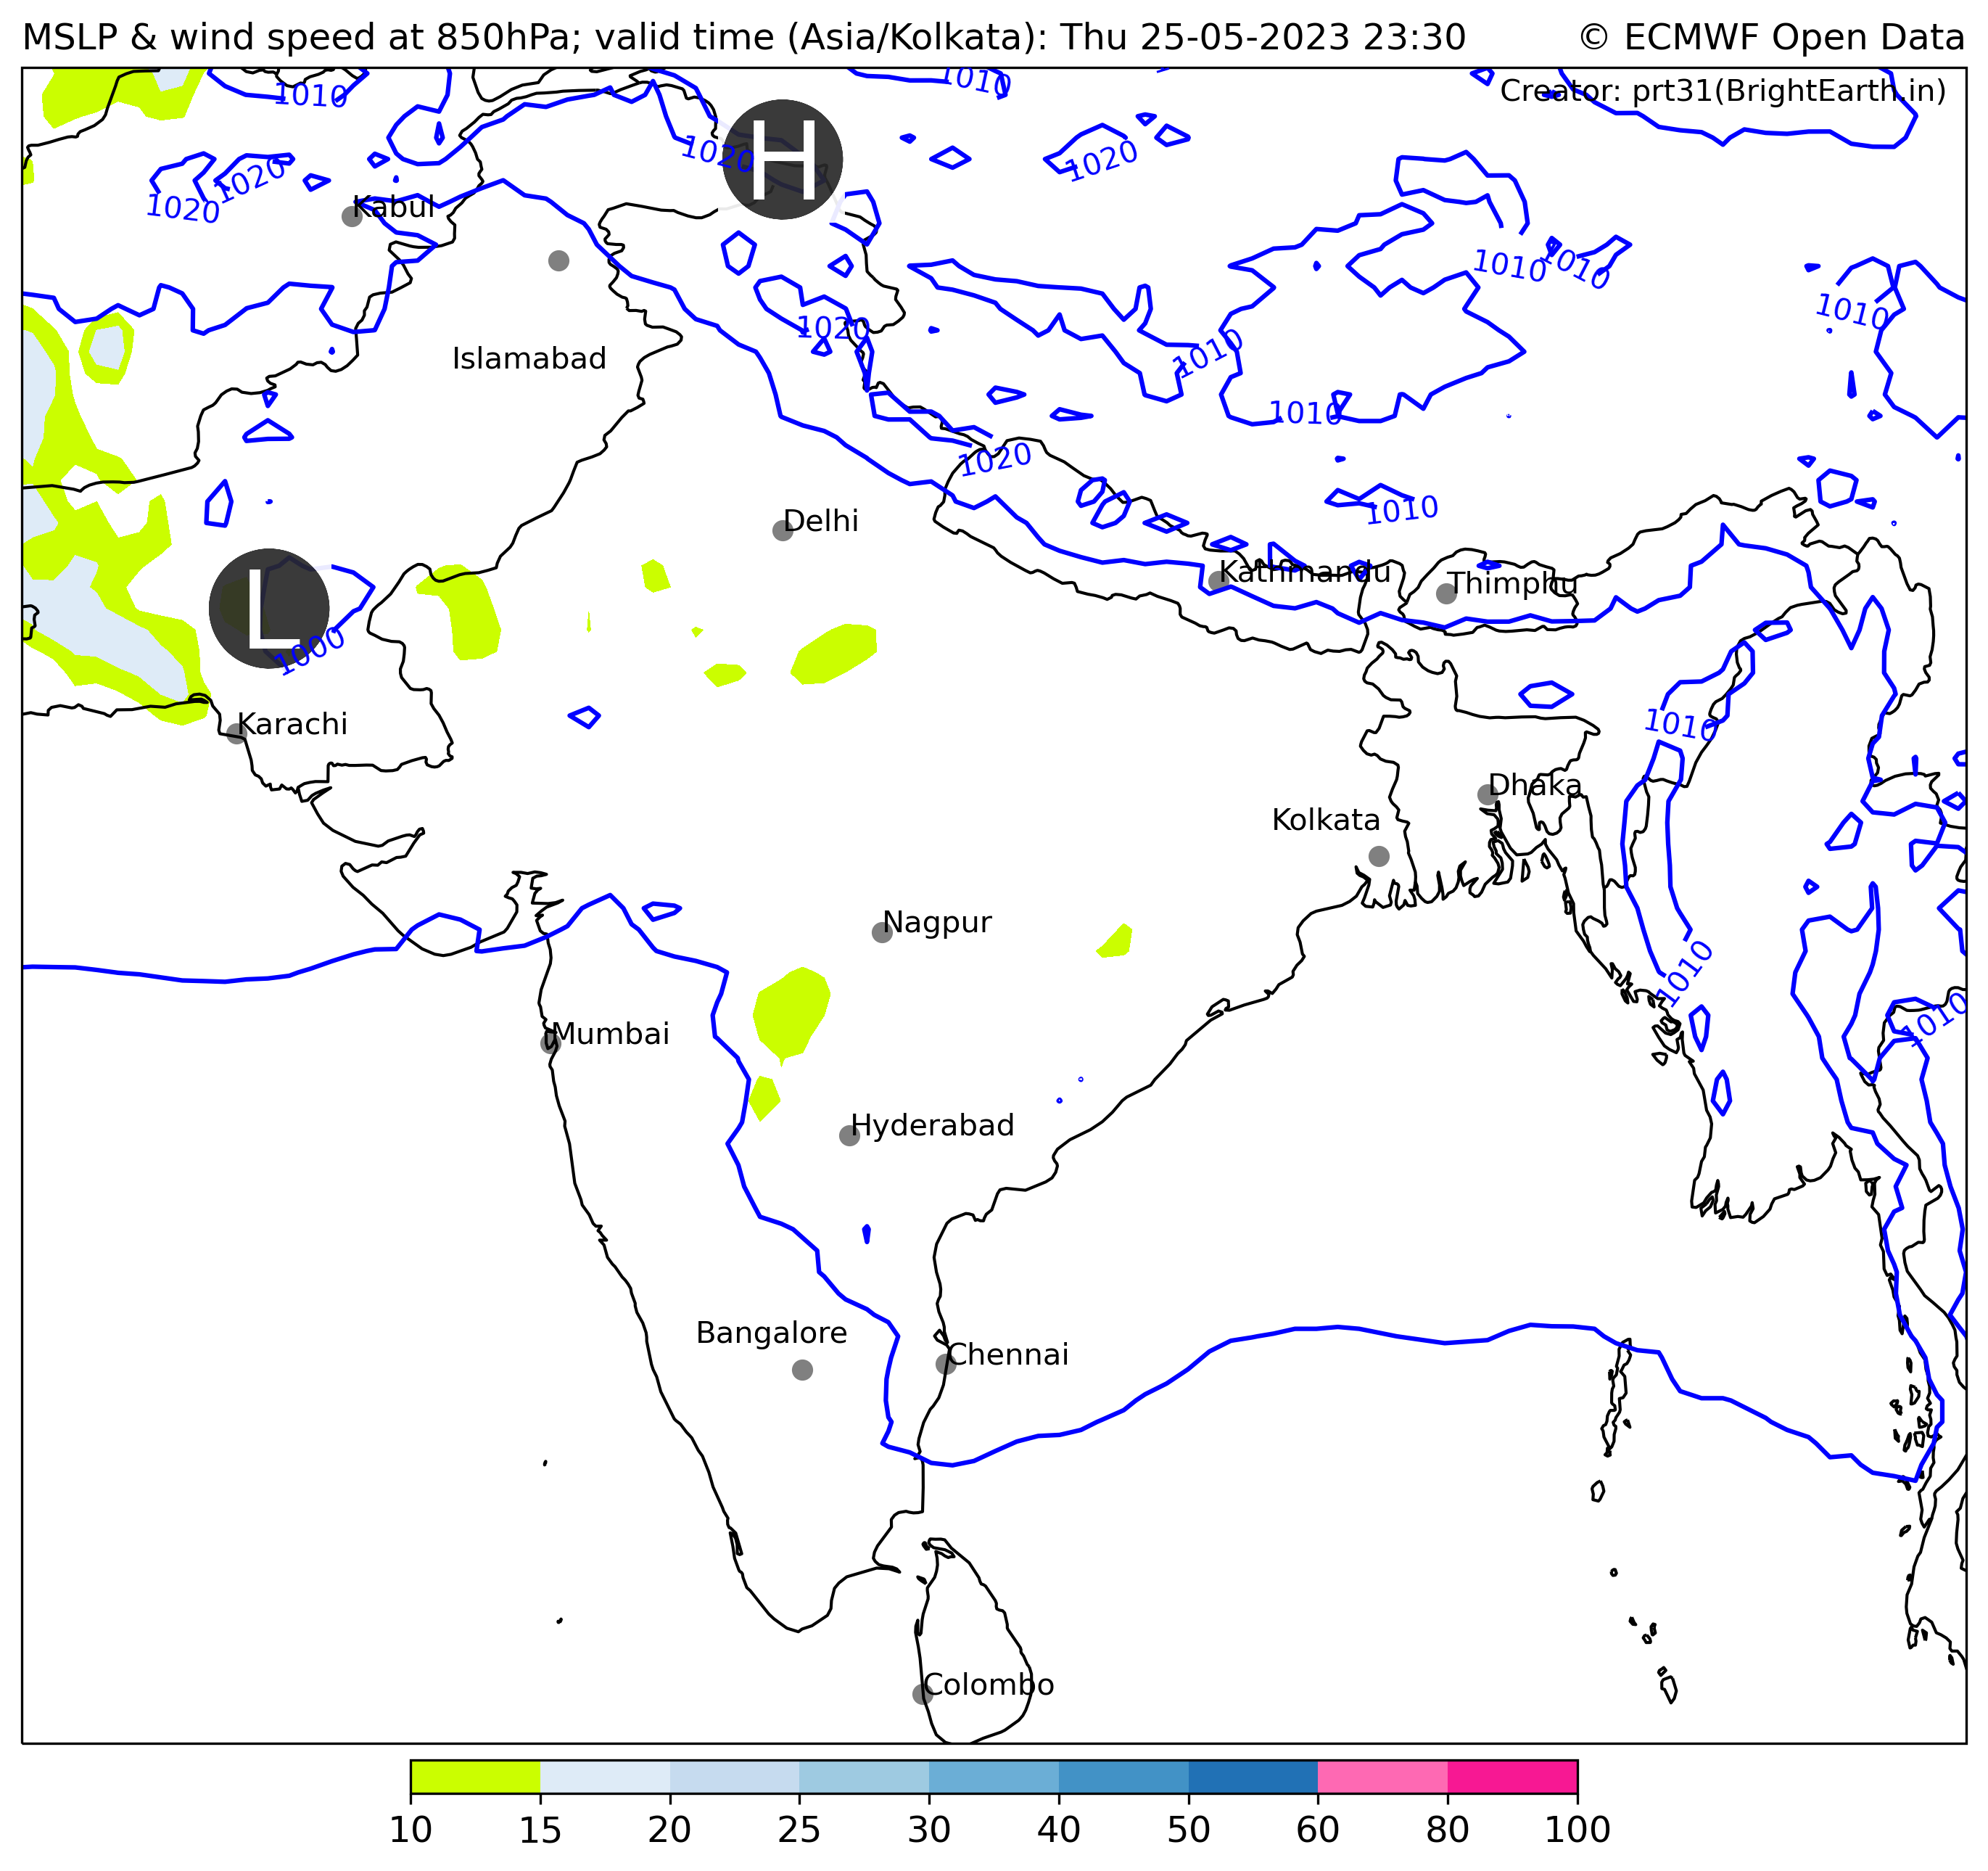 MSLP & wind speed at 850hPa; valid time (Asia/Kolkata): Thu 25-05-2023 23:30
© ECMWF Open Data
1010
1010
Creator: prt31(BrightEarth.in)
1020
H
1020
1020
1020
Kabul
1010
1010
1010
1020
Islamabad
1010
1010
1020
1010
Delhi
Kathmandu
Thimphu
L
1000
Karachi
1010
Dhaka
Kolkata
Nagpur
1010
1010
Mumbai
Hyderabad
Bangalore
Chennai
Colombo
10 15 20 25 30 40 50 60 80 100